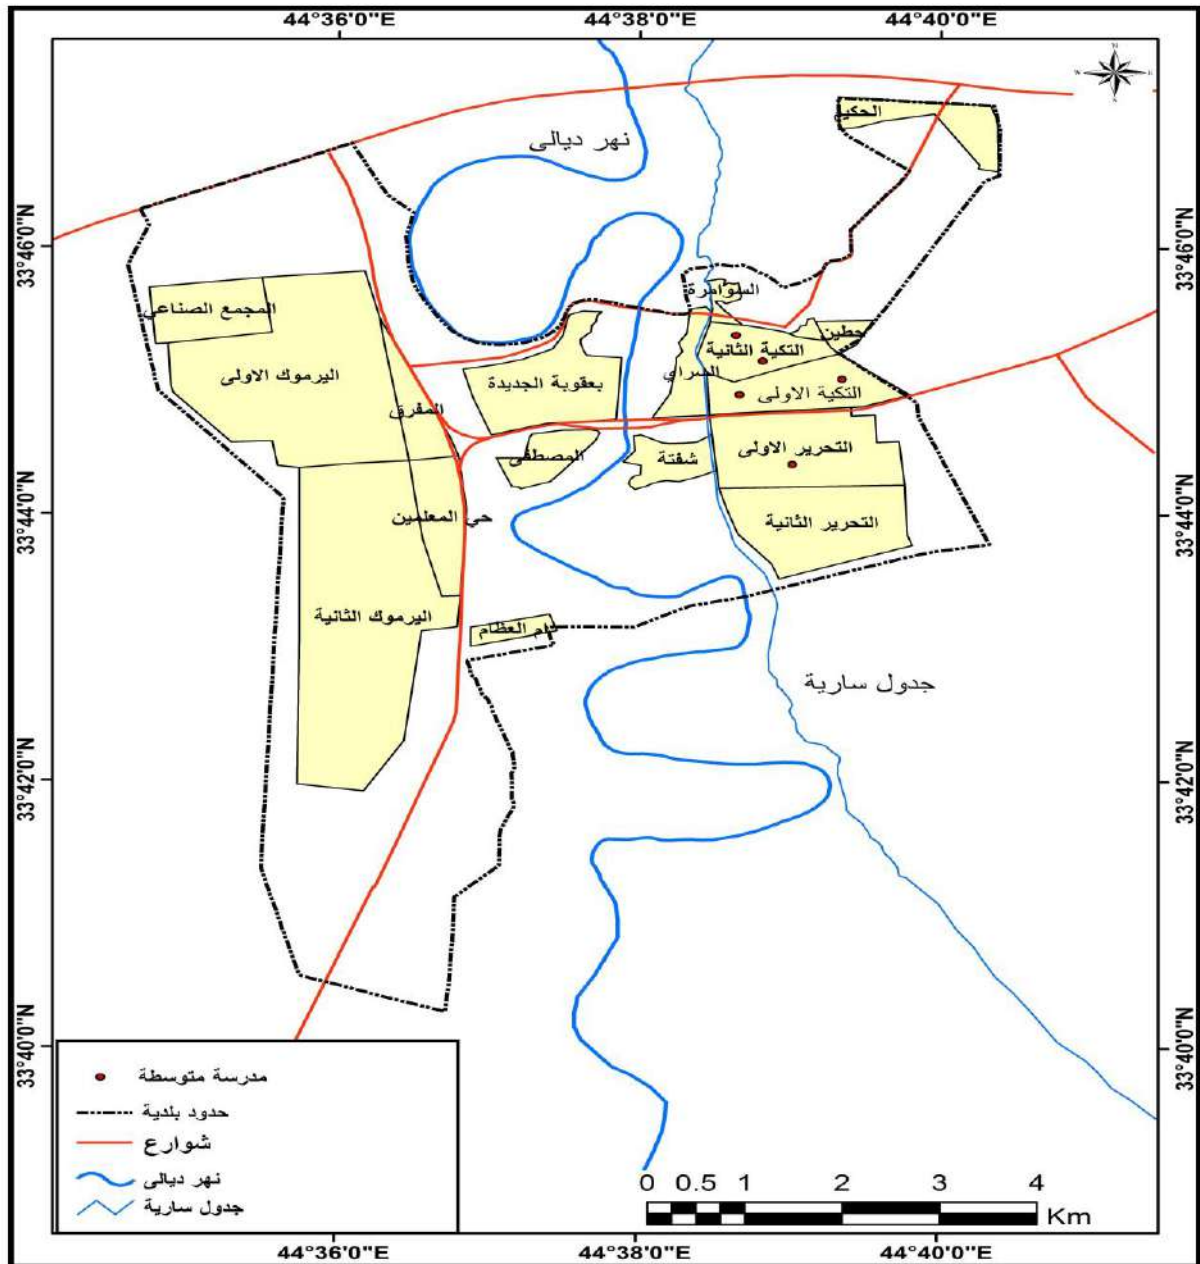 44°36'0"E 44°38'0"E 44°40'0"E
N
W E
S
الحكيم
نهر ديالى
33°46'0"N 33°46'0"N
السوامرة
المجمع الصناعي
حطين
التكية الثانية
اليرموك الاولى
السراي
بعقوبة الجديدة
التكية الاولى
المفرق
التحرير الاولى
المصطفى
شفتة
33°44'0"N 33°44'0"N
حي المعلمين
التحرير الثانية
اليرموك الثانية
ام العظام
جدول سارية
33°42'0"N 33°42'0"N
33°40'0"N 33°40'0"N
مدرسة متوسطة
حدود بلدية
شوارع
نهر ديالى
جدول سارية
0 0.5 1 2 3 4
Km
44°36'0"E 44°38'0"E 44°40'0"E